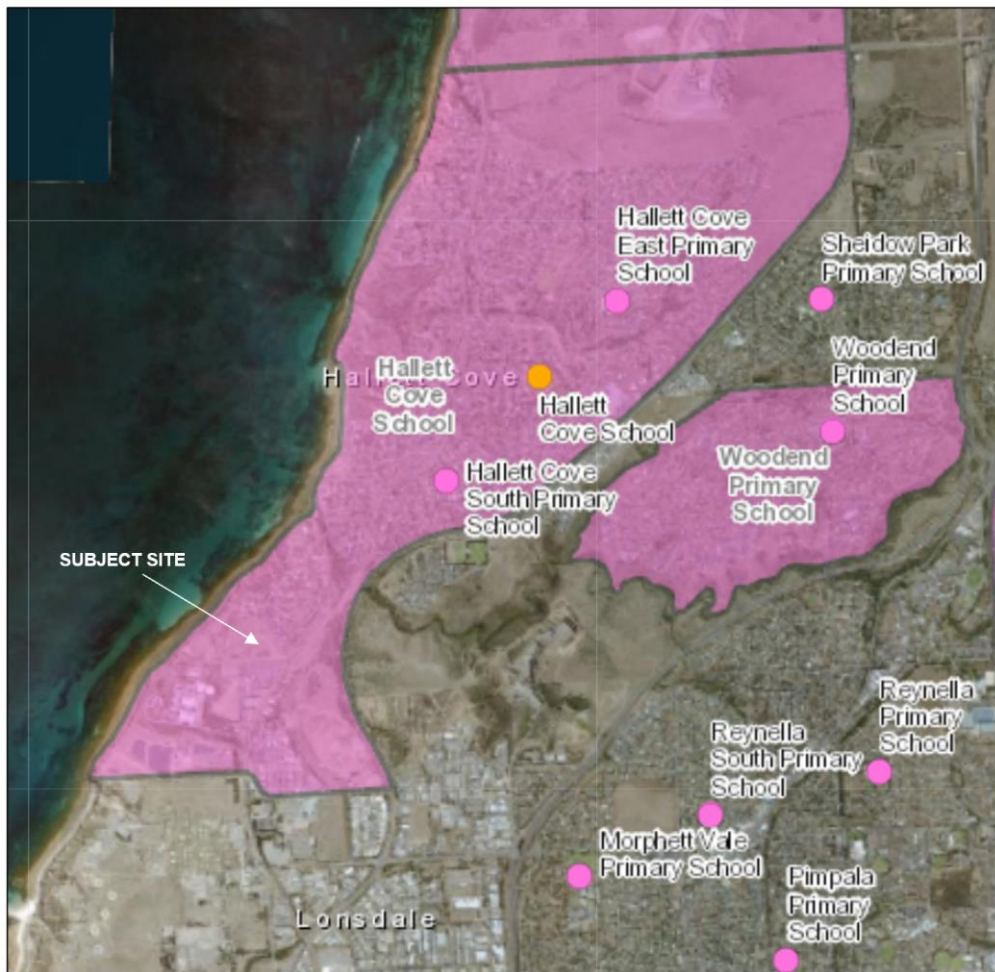 Hallett Cove
East Primary
School
Sheidow Park
Primary School
Woodend
Primary
School
Hallett Cove
Hallett
Cove
School
Hallett
Cove School
Woodend
Primary
School
Hallett Cove
South Primary
School
SUBJECT SITE
Reynella
Primary
School
Reynella
South Primary
School
Morphett Vale
Primary School
Pimpala
Primary
School
Lonsdale